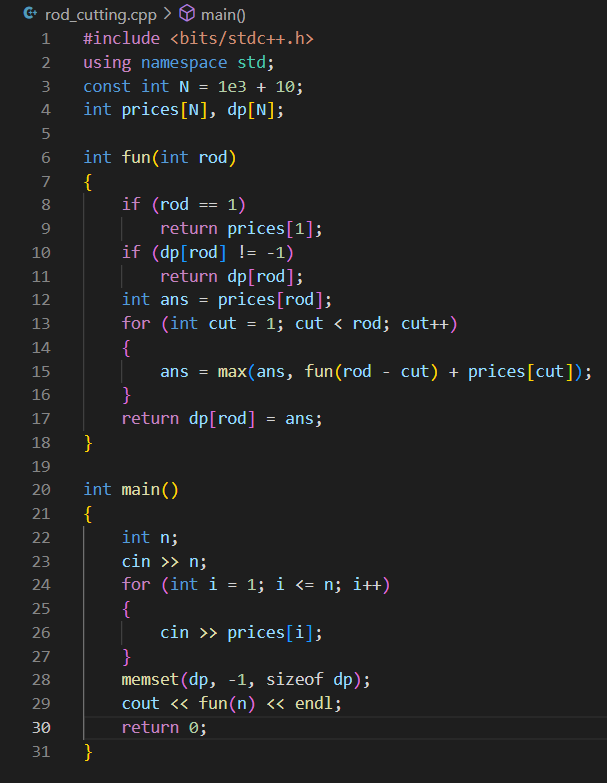 rod_cutting.cpp > main()
1 #include <bits/stdc++.h>
2 using namespace std;
3 const int N = 1e3 + 10;
4 int prices[N], dp[N];
5
6 int fun(int rod)
7 {
8     if (rod == 1)
9         return prices[1];
10     if (dp[rod] != -1)
11         return dp[rod];
12     int ans = prices[rod];
13     for (int cut = 1; cut < rod; cut++)
14     {
15         ans = max(ans, fun(rod - cut) + prices[cut]);
16     }
17     return dp[rod] = ans;
18 }
19
20 int main()
21 {
22     int n;
23     cin >> n;
24     for (int i = 1; i <= n; i++)
25     {
26         cin >> prices[i];
27     }
28     memset(dp, -1, sizeof dp);
29     cout << fun(n) << endl;
30     return 0;
31 }